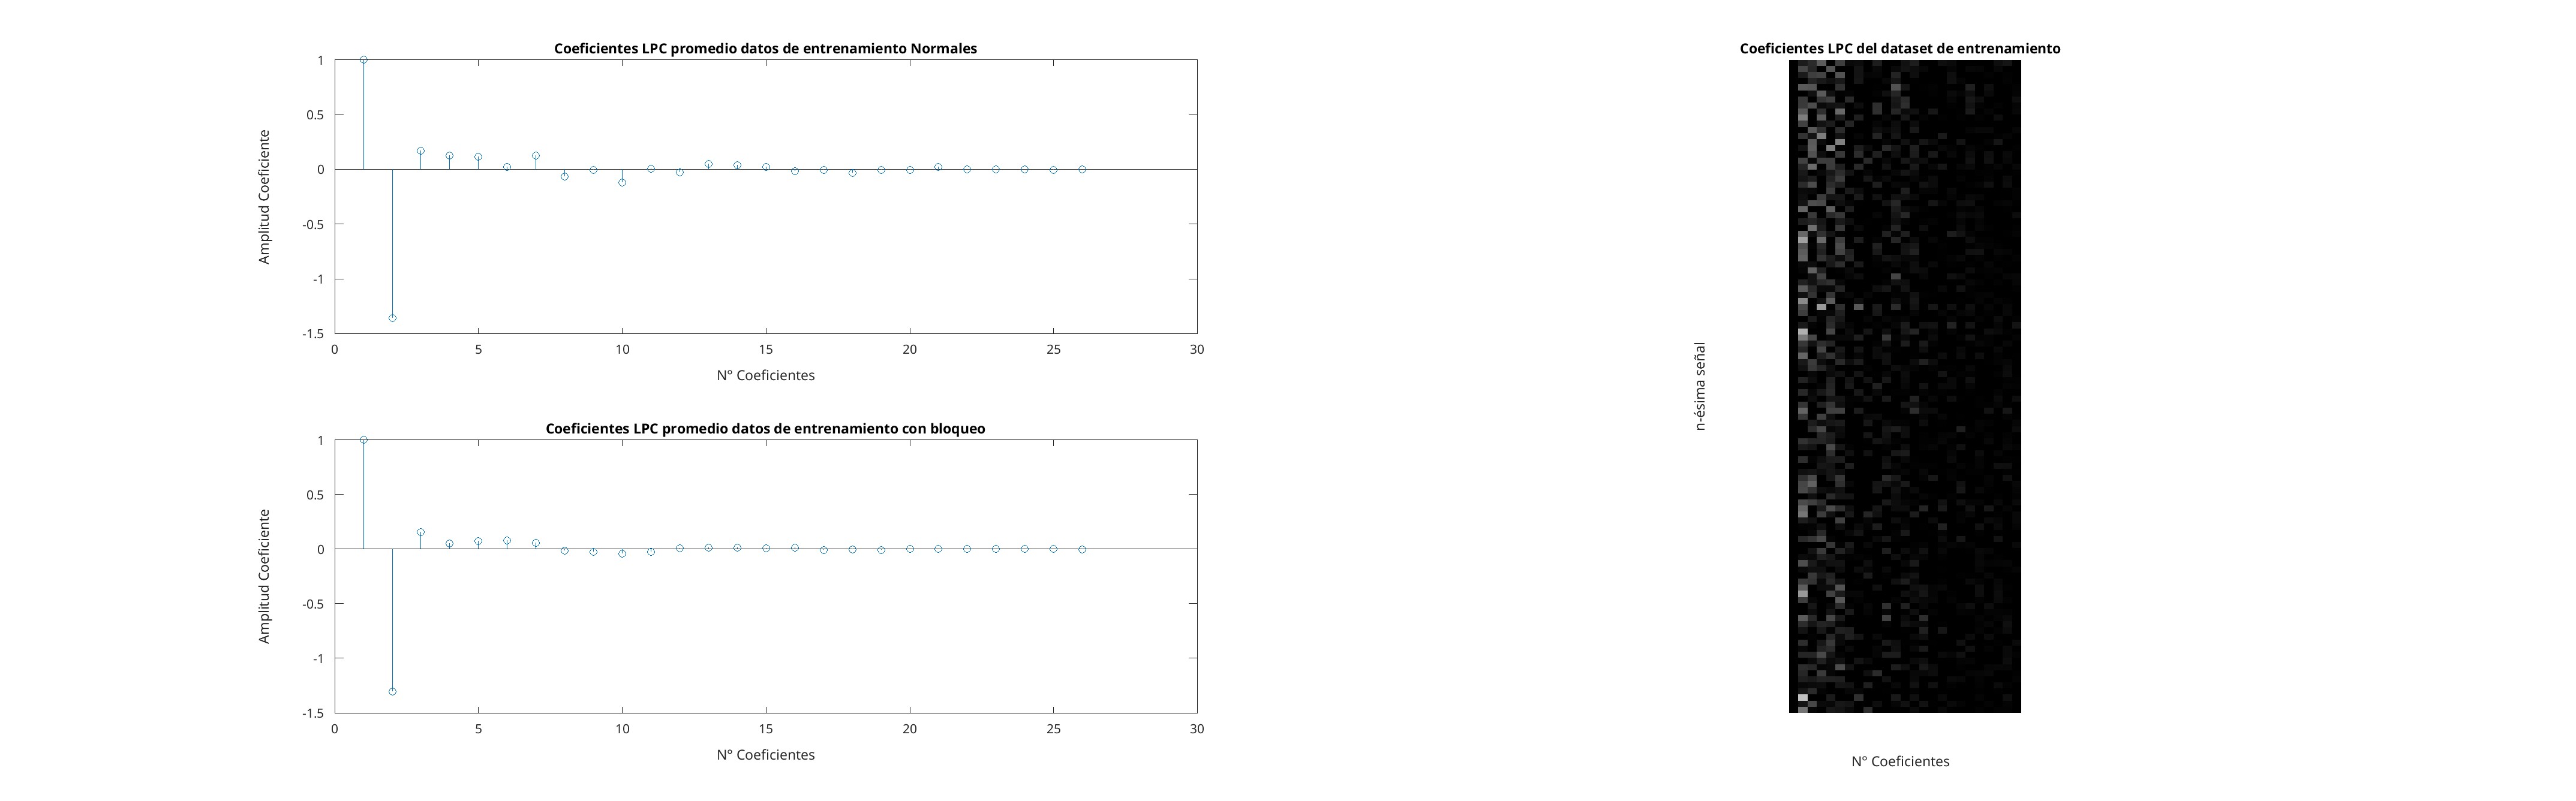 Coeficientes LPC promedio datos de entrenamiento Normales
1
0.5
0
-0.5
-1
-1.5
Amplitud Coeficiente
0 5 10 15 20 25 30
N° Coeficientes
Coeficientes LPC promedio datos de entrenamiento con bloqueo
1
0.5
0
-0.5
-1
-1.5
Amplitud Coeficiente
0 5 10 15 20 25 30
N° Coeficientes
Coeficientes LPC del dataset de entrenamiento
n-ésima señal
N° Coeficientes